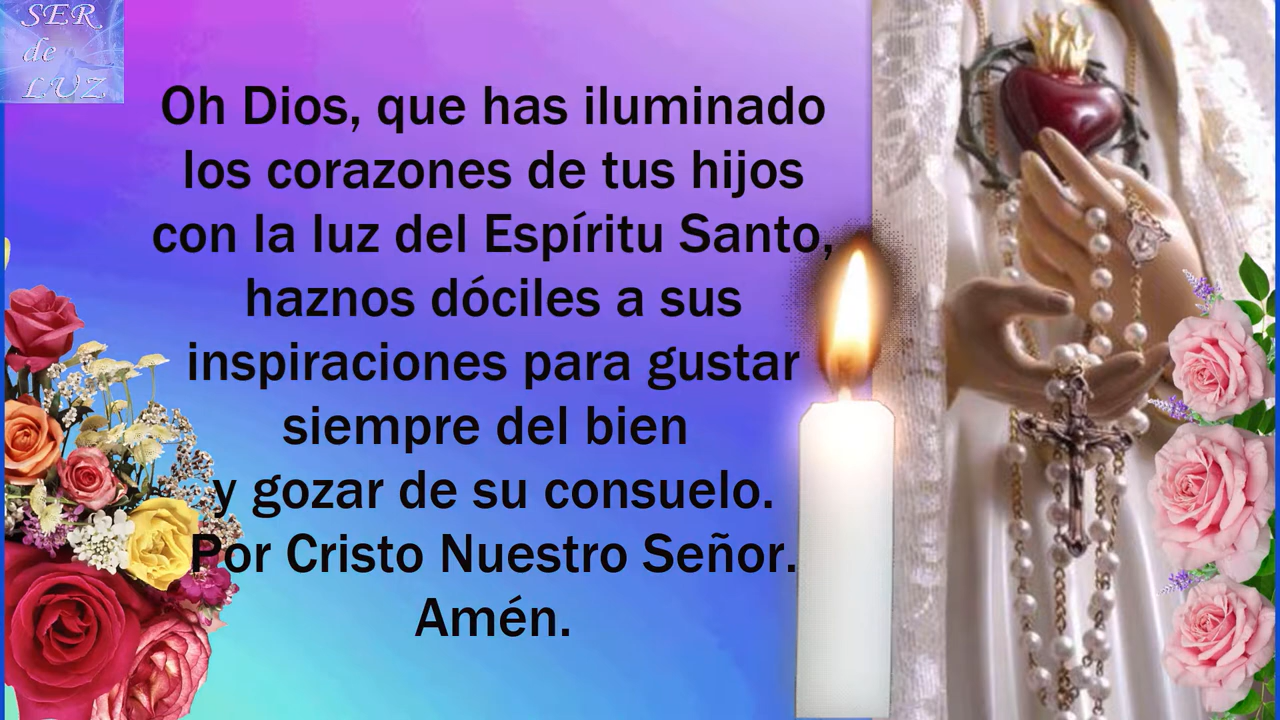 SER
de
LUZ
Oh Dios, que has iluminado
los corazones de tus hijos
con la luz del Espíritu Santo,
haznos dóciles a sus
inspiraciones para gustar
siempre del bien
y gozar de su consuelo.
Por Cristo Nuestro Señor.
Amén.